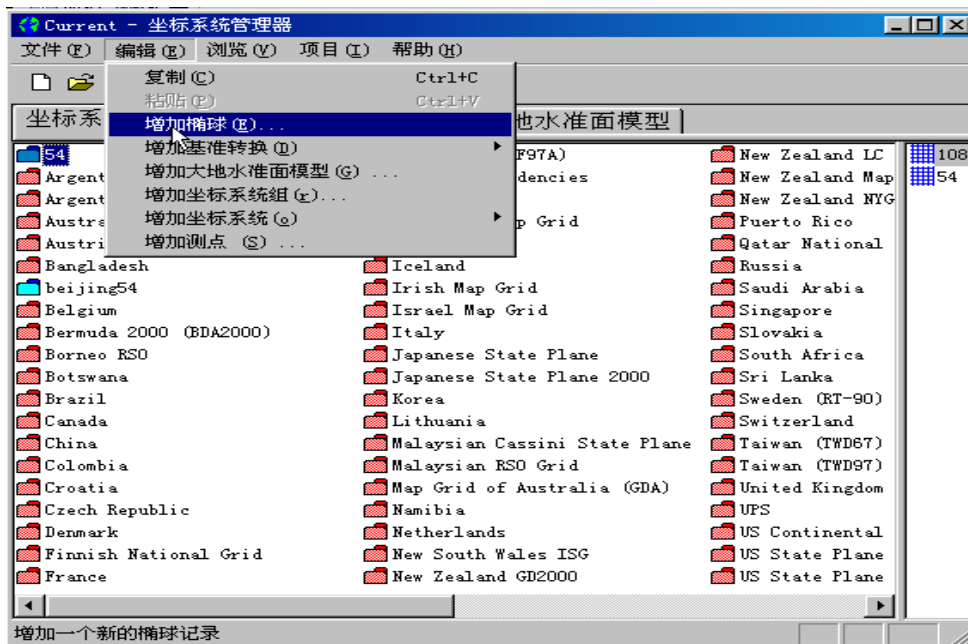 Current - 坐标系统管理器
文件(F) 编辑(E) 浏览(V) 项目(I) 帮助(H)
复制(C) Ctrl+C
粘贴(P) Ctrl+V
增加椭球(E)...
增加基准转换(D)
增加大地水准面模型(G) ...
增加坐标系统组(r)...
增加坐标系统(o)
增加测点 (S) ...
坐标系
地水准面模型
54
Argent
Argent
Austra
Austri
Bangladesh
beijing54
Belgium
Bermuda 2000 (BDA2000)
Borneo RSO
Botswana
Brazil
Canada
China
Colombia
Croatia
Czech Republic
Denmark
Finnish National Grid
France
F97A)
dencies
p Grid
Iceland
Irish Map Grid
Israel Map Grid
Italy
Japanese State Plane
Japanese State Plane 2000
Korea
Lithuania
Malaysian Cassini State Plane
Malaysian RSO Grid
Map Grid of Australia (GDA)
Namibia
Netherlands
New South Wales ISG
New Zealand GD2000
New Zealand LC
New Zealand Map
New Zealand NYG
Puerto Rico
Qatar National
Russia
Saudi Arabia
Singapore
Slovakia
South Africa
Sri Lanka
Sweden (RT-90)
Switzerland
Taiwan (TWD67)
Taiwan (TWD97)
United Kingdom
UPS
US Continental
US State Plane
US State Plane
108
54
增加一个新的椭球记录